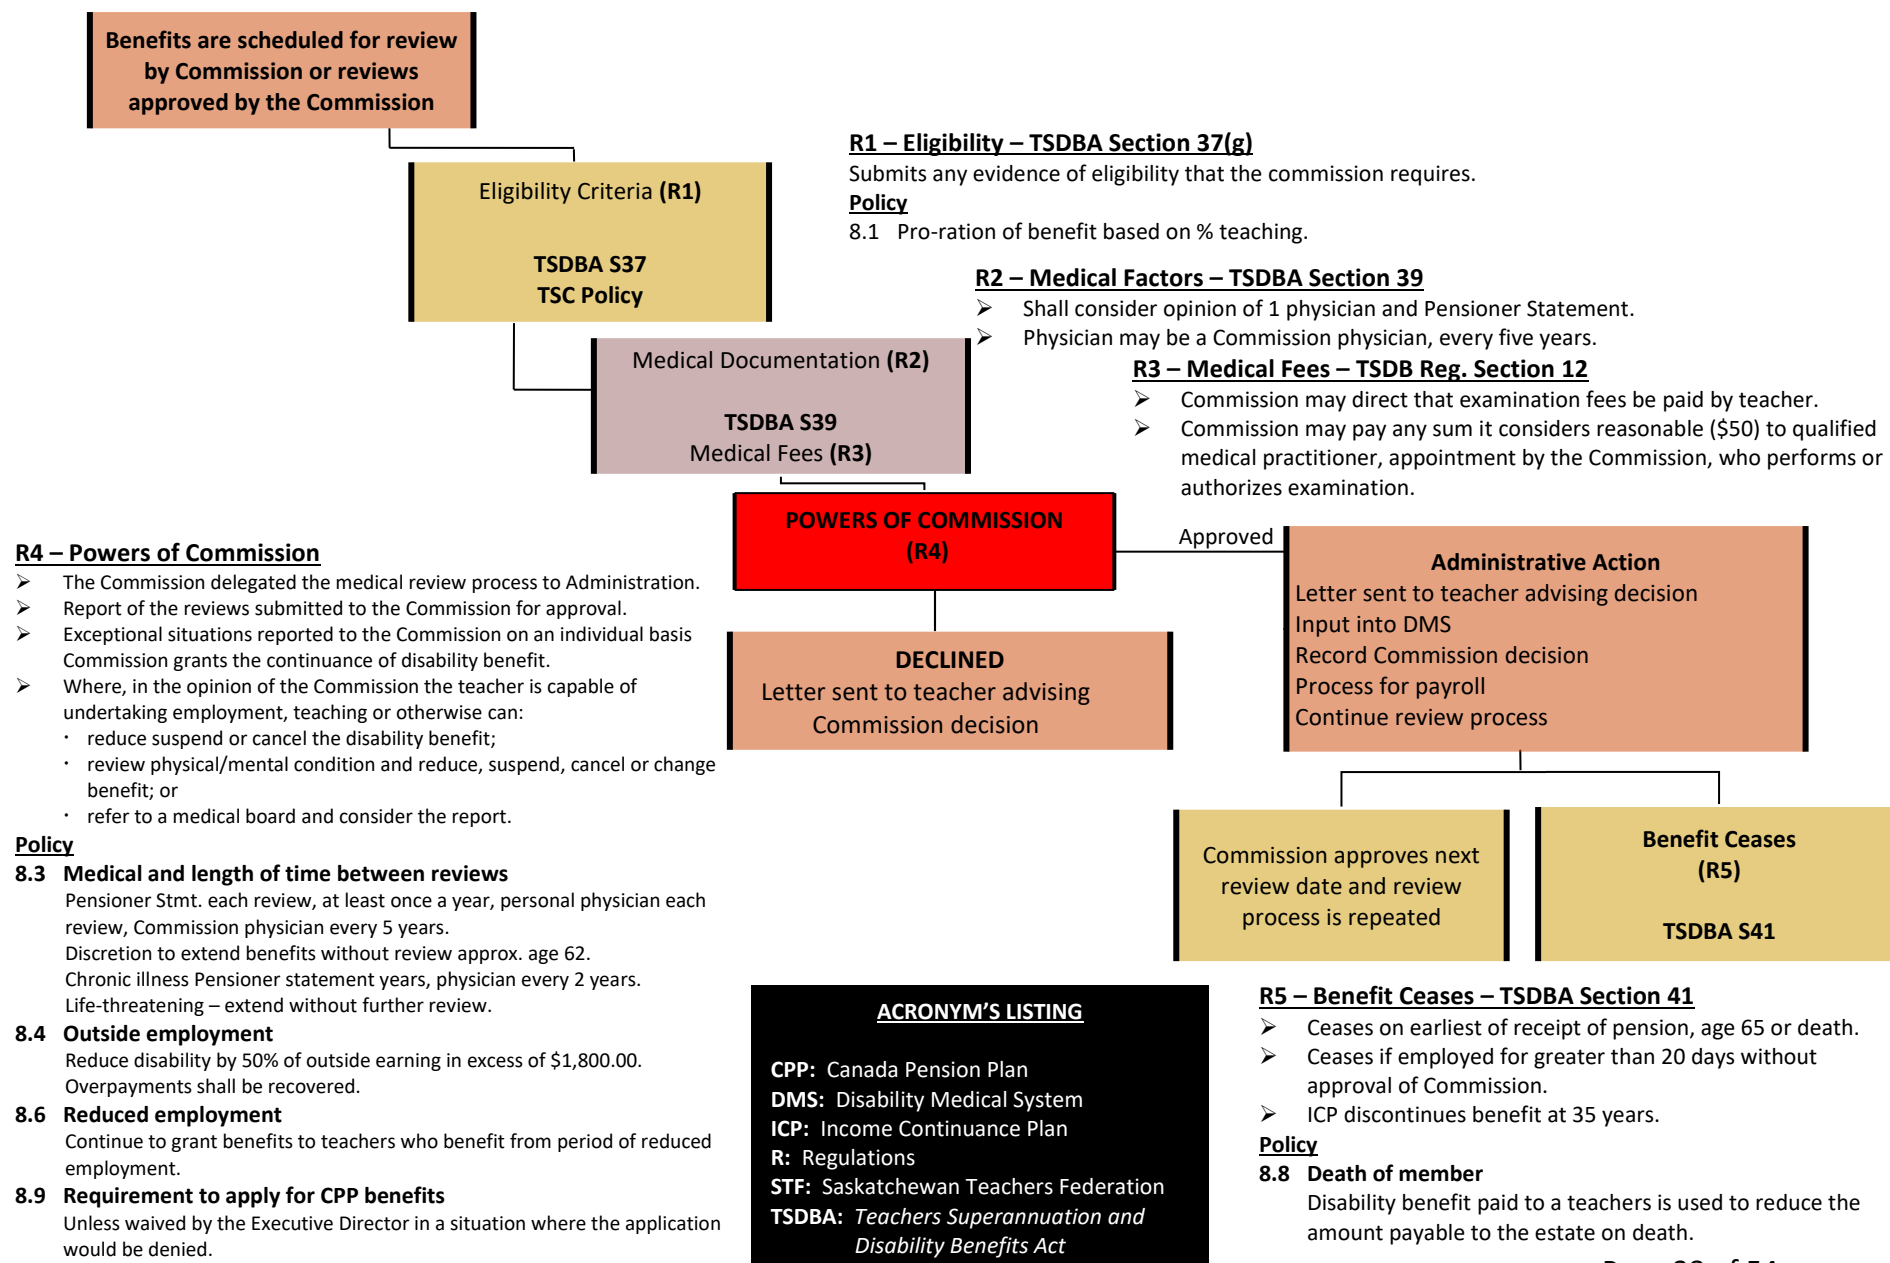 Benefits are scheduled for review
by Commission or reviews
approved by the Commission
Eligibility Criteria (R1)
TSDBA S37
TSC Policy
R1 – Eligibility – TSDBA Section 37(g)
Submits any evidence of eligibility that the commission requires.
Policy
8.1 Pro-ration of benefit based on % teaching.
R2 – Medical Factors – TSDBA Section 39
➢ Shall consider opinion of 1 physician and Pensioner Statement.
➢ Physician may be a Commission physician, every five years.
Medical Documentation (R2)
TSDBA S39
Medical Fees (R3)
R3 – Medical Fees – TSDB Reg. Section 12
➢ Commission may direct that examination fees be paid by teacher.
➢ Commission may pay any sum it considers reasonable ($50) to qualified
medical practitioner, appointment by the Commission, who performs or
authorizes examination.
POWERS OF COMMISSION
(R4)
Approved
Administrative Action
Letter sent to teacher advising decision
Input into DMS
Record Commission decision
Process for payroll
Continue review process
DECLINED
Letter sent to teacher advising
Commission decision
R4 – Powers of Commission
➢ The Commission delegated the medical review process to Administration.
➢ Report of the reviews submitted to the Commission for approval.
➢ Exceptional situations reported to the Commission on an individual basis
Commission grants the continuance of disability benefit.
➢ Where, in the opinion of the Commission the teacher is capable of
undertaking employment, teaching or otherwise can:
· reduce suspend or cancel the disability benefit;
· review physical/mental condition and reduce, suspend, cancel or change
benefit; or
· refer to a medical board and consider the report.
Policy
8.3 Medical and length of time between reviews
Pensioner Stmt. each review, at least once a year, personal physician each
review, Commission physician every 5 years.
Discretion to extend benefits without review approx. age 62.
Chronic illness Pensioner statement years, physician every 2 years.
Life-threatening – extend without further review.
8.4 Outside employment
Reduce disability by 50% of outside earning in excess of $1,800.00.
Overpayments shall be recovered.
8.6 Reduced employment
Continue to grant benefits to teachers who benefit from period of reduced
employment.
8.9 Requirement to apply for CPP benefits
Unless waived by the Executive Director in a situation where the application
would be denied.
Commission approves next
review date and review
process is repeated
Benefit Ceases
(R5)
TSDBA S41
ACRONYM'S LISTING
CPP: Canada Pension Plan
DMS: Disability Medical System
ICP: Income Continuance Plan
R: Regulations
STF: Saskatchewan Teachers Federation
TSDBA: Teachers Superannuation and
Disability Benefits Act
R5 – Benefit Ceases – TSDBA Section 41
➢ Ceases on earliest of receipt of pension, age 65 or death.
➢ Ceases if employed for greater than 20 days without
approval of Commission.
➢ ICP discontinues benefit at 35 years.
Policy
8.8 Death of member
Disability benefit paid to a teachers is used to reduce the
amount payable to the estate on death.